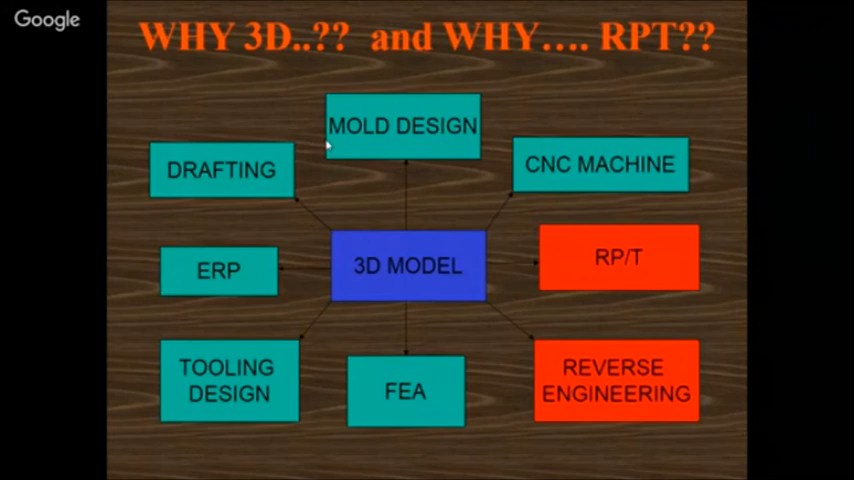 Google
WHY 3D..?? and WHY.... RPT??
MOLD DESIGN
DRAFTING
CNC MACHINE
ERP
3D MODEL
RP/T
TOOLING
DESIGN
FEA
REVERSE
ENGINEERING